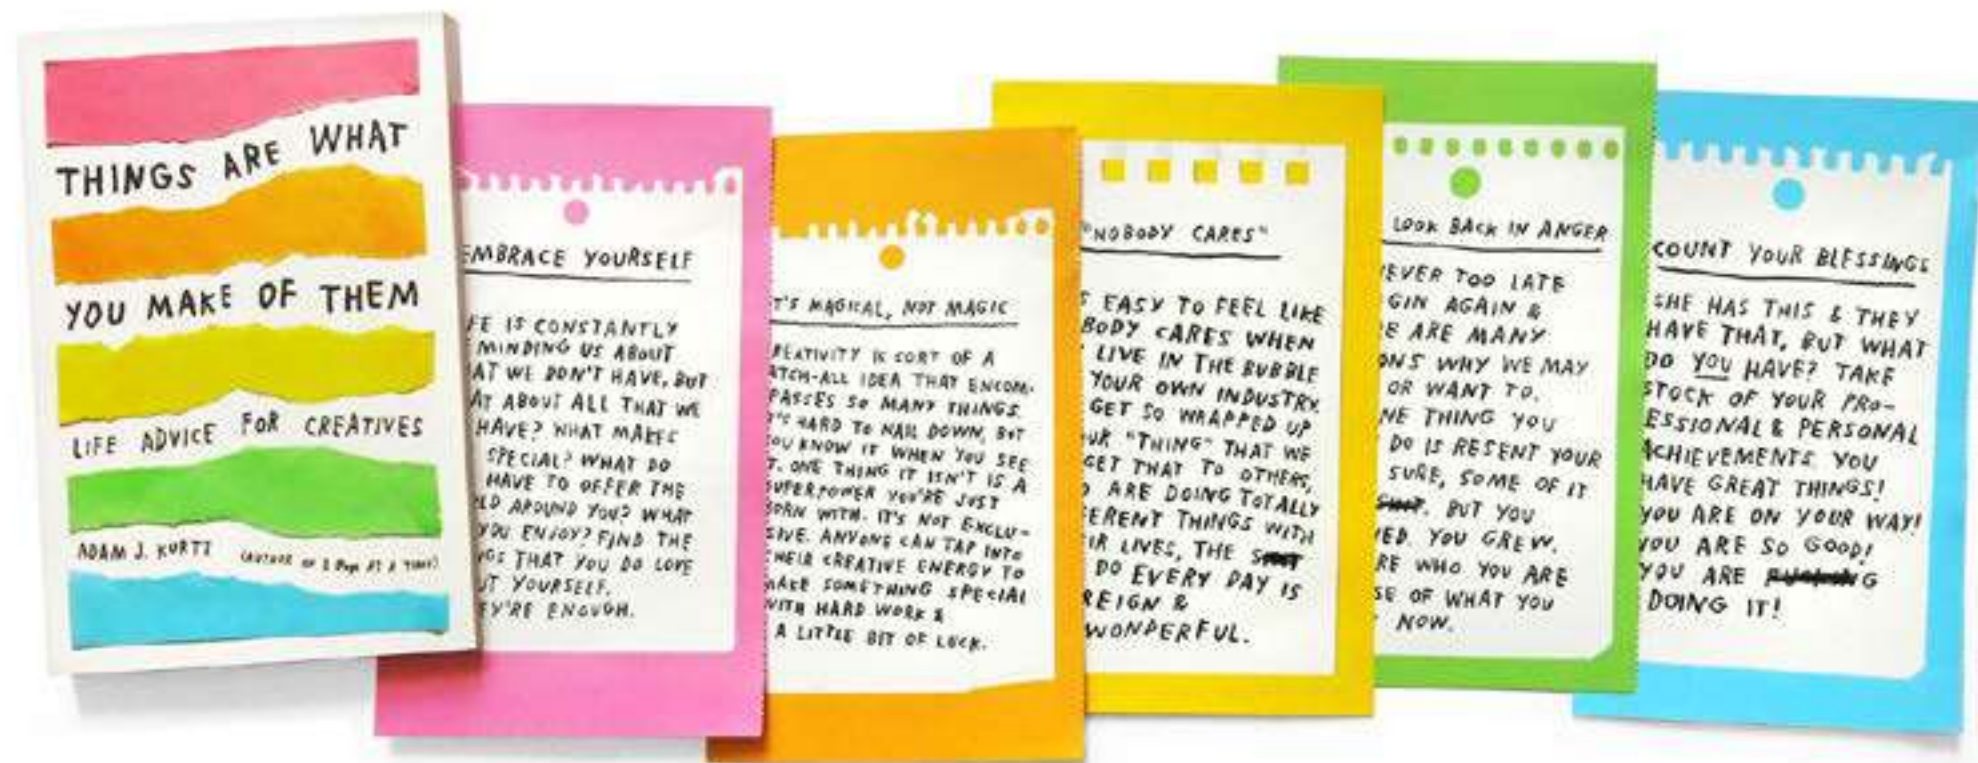 THINGS ARE WHAT
YOU MAKE OF THEM
LIFE ADVICE FOR CREATIVES
ADAM J. KURTZ (AUTHOR OF 1 Page AT A TIME)
EMBRACE YOURSELF
FE IS CONSTANTLY
MINDING US ABOUT
AT WE DON'T HAVE, BUT
AT ABOUT ALL THAT WE
HAVE? WHAT MAKES
SPECIAL? WHAT DO
HAVE TO OFFER THE
LD AROUND YOU? WHAT
YOU ENJOY? FIND THE
GS THAT YOU DO LOVE
UT YOURSELF.
EY'RE ENOUGH.
T'S MAGICAL, NOT MAGIC
REATIVITY IS SORT OF A
ATCH-ALL IDEA THAT ENCOM-
PASSES SO MANY THINGS.
T'S HARD TO NAIL DOWN, BUT
OU KNOW IT WHEN YOU SEE
T. ONE THING IT ISN'T IS A
SUPERPOWER YOU'RE JUST
BORN WITH. IT'S NOT EXCLU-
SIVE. ANYONE CAN TAP INTO
THEIR CREATIVE ENERGY TO
MAKE SOMETHING SPECIAL
WITH HARD WORK &
A LITTLE BIT OF LUCK.
"NOBODY CARES"
S EASY TO FEEL LIKE
BODY CARES WHEN
LIVE IN THE BUBBLE
YOUR OWN INDUSTRY.
GET SO WRAPPED UP
UR "THING" THAT WE
GET THAT TO OTHERS,
O ARE DOING TOTALLY
FERENT THINGS WITH
EIR LIVES, THE
DO EVERY DAY IS
REIGN &
WONDERFUL.
LOOK BACK IN ANGER
EVER TOO LATE
GIN AGAIN &
RE ARE MANY
ONS WHY WE MAY
OR WANT TO.
NE THING YOU
DO IS RESENT YOUR
SURE, SOME OF IT
BUT YOU
NED. YOU GREW.
RE WHO YOU ARE
SE OF WHAT YOU
NOW.
COUNT YOUR BLESSINGS
SHE HAS THIS & THEY
HAVE THAT, BUT WHAT
DO YOU HAVE? TAKE
STOCK OF YOUR PRO-
ESSIONAL & PERSONAL
ACHIEVEMENTS. YOU
HAVE GREAT THINGS!
YOU ARE ON YOUR WAY!
YOU ARE SO GOOD!
YOU ARE
DOING IT!